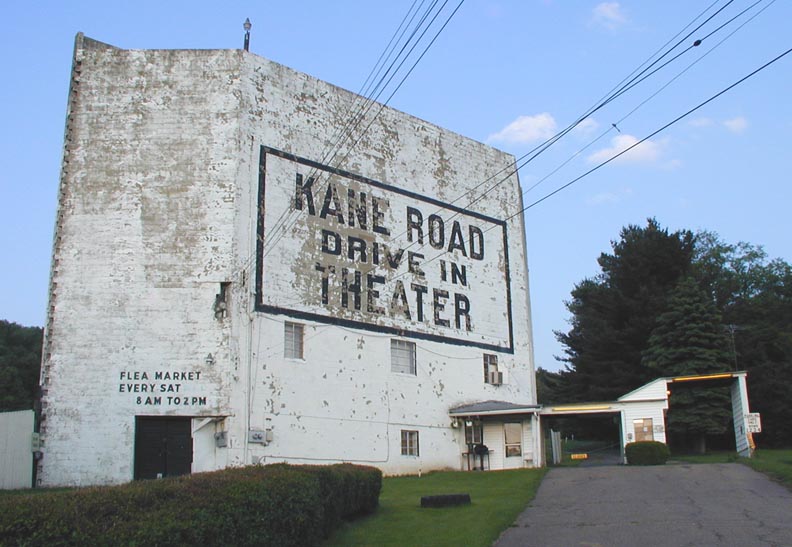 KANE ROAD
DRIVE IN
THEATER
FLEA MARKET
EVERY SAT
8 AM TO 2 PM